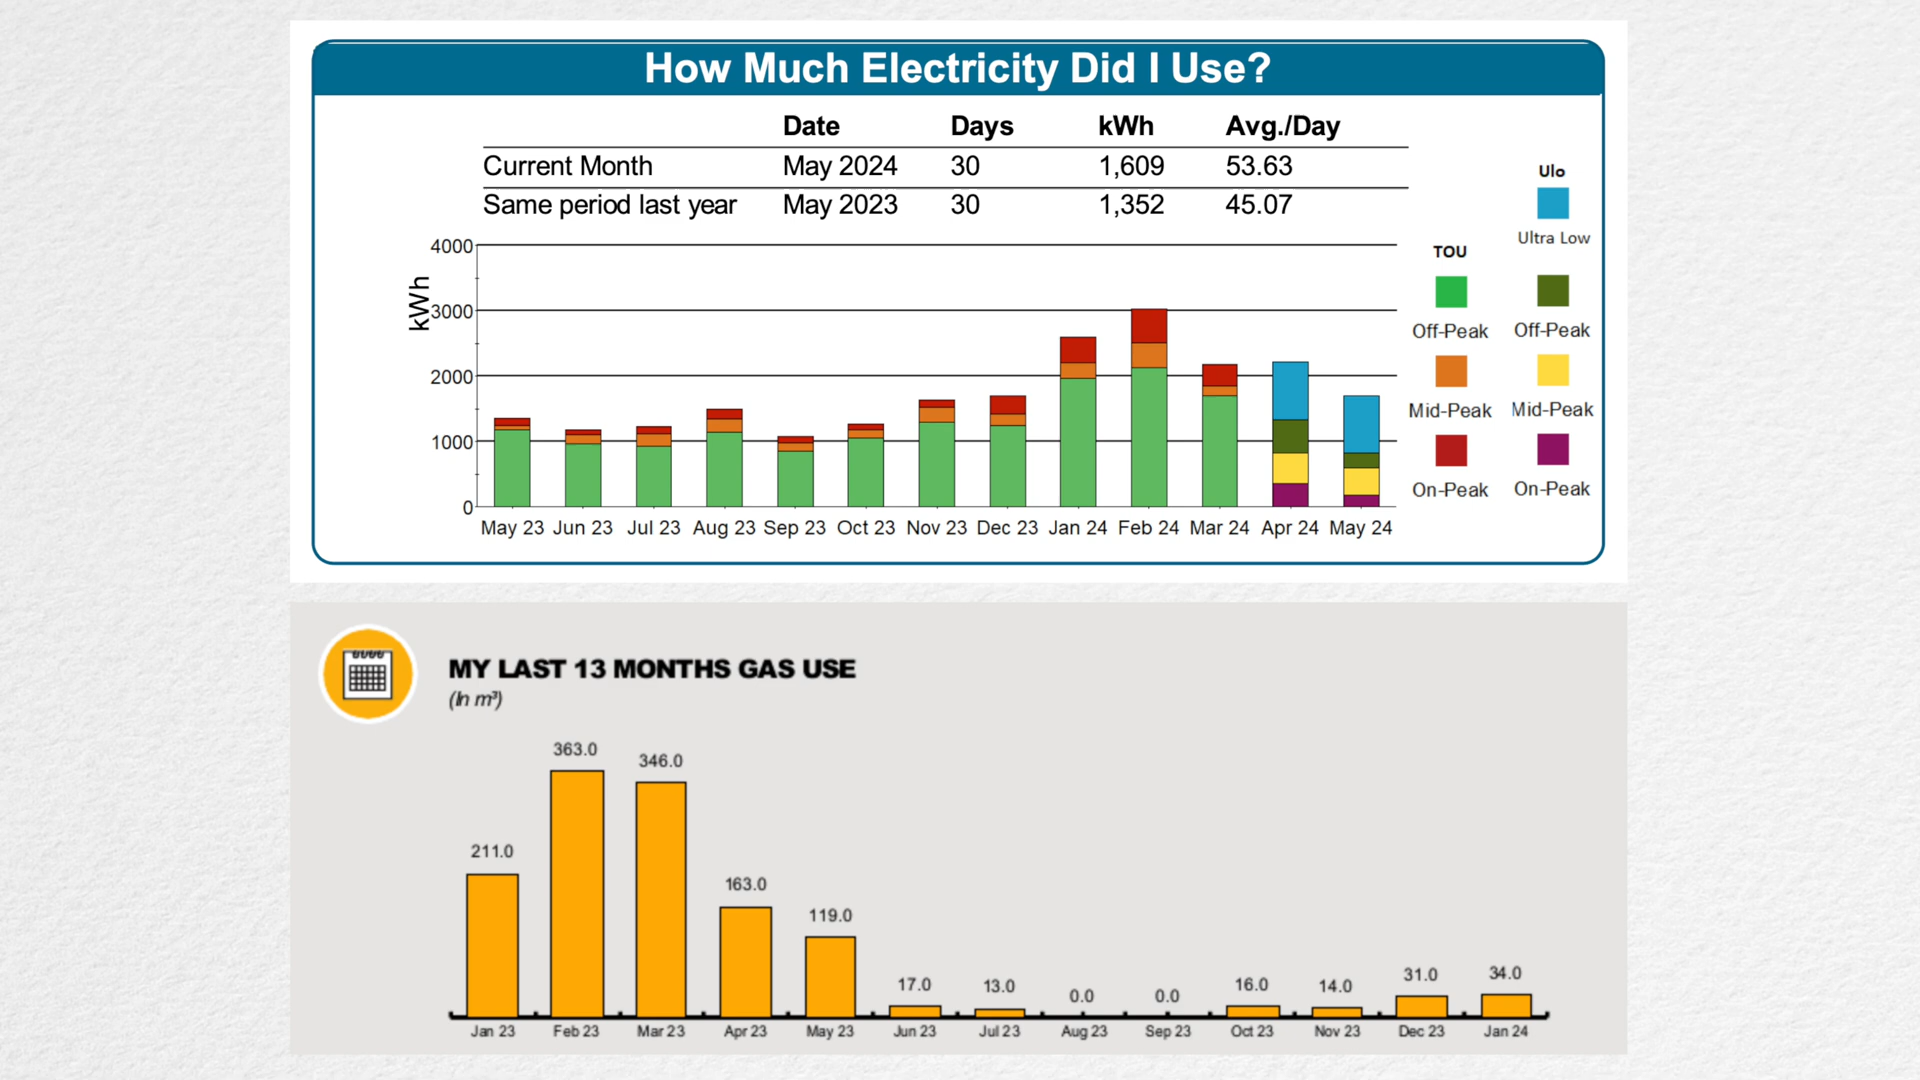 How Much Electricity Did I Use?
Date Days kWh Avg./Day
Current Month May 2024 30 1,609 53.63
Same period last year May 2023 30 1,352 45.07
Ulo
Ultra Low
TOU
Off-Peak Off-Peak
Mid-Peak Mid-Peak
On-Peak On-Peak
kWh
4000
3000
2000
1000
0
May 23 Jun 23 Jul 23 Aug 23 Sep 23 Oct 23 Nov 23 Dec 23 Jan 24 Feb 24 Mar 24 Apr 24 May 24
MY LAST 13 MONTHS GAS USE
(In m³)
211.0 363.0 346.0 163.0 119.0 17.0 13.0 0.0 0.0 16.0 14.0 31.0 34.0
Jan 23 Feb 23 Mar 23 Apr 23 May 23 Jun 23 Jul 23 Aug 23 Sep 23 Oct 23 Nov 23 Dec 23 Jan 24